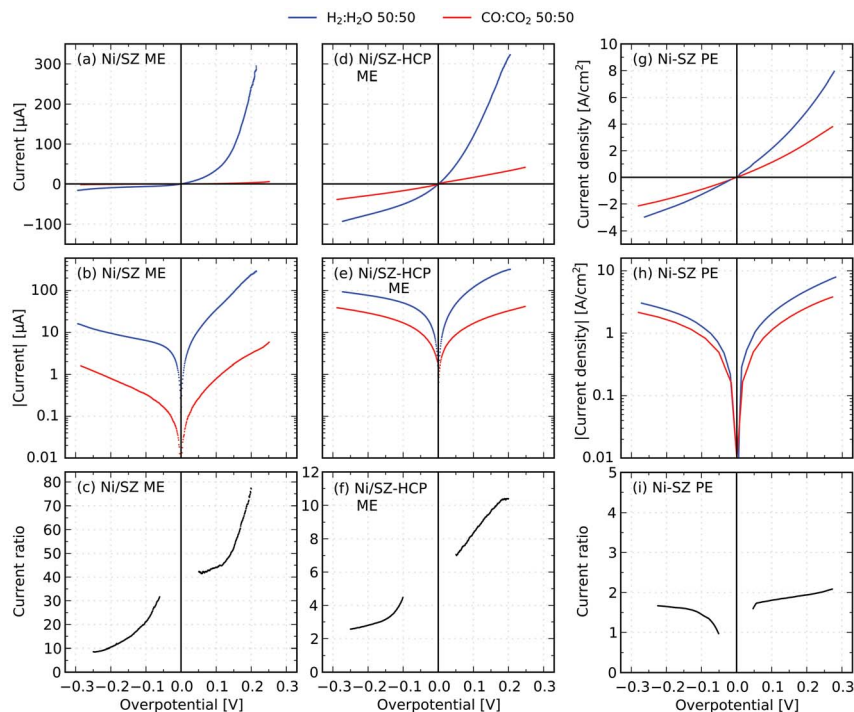 H₂:H₂O 50:50 CO:CO₂ 50:50
(a) Ni/SZ ME
Current [µA]
300
200
100
0
−100
(d) Ni/SZ-HCP
ME
(g) Ni-SZ PE
Current density [A/cm²]
10
8
6
4
2
0
−2
−4
(b) Ni/SZ ME
|Current| [µA]
100
10
1
0.1
0.01
(e) Ni/SZ-HCP
ME
(h) Ni-SZ PE
|Current density| [A/cm²]
10
1
0.1
0.01
(c) Ni/SZ ME
Current ratio
80
70
60
50
40
30
20
10
0
−0.3 −0.2 −0.1 0.0 0.1 0.2 0.3
Overpotential [V]
(f) Ni/SZ-HCP
ME
12
10
8
6
4
2
0
−0.3 −0.2 −0.1 0.0 0.1 0.2 0.3
Overpotential [V]
(i) Ni-SZ PE
Current ratio
5
4
3
2
1
0
−0.3 −0.2 −0.1 0.0 0.1 0.2 0.3
Overpotential [V]